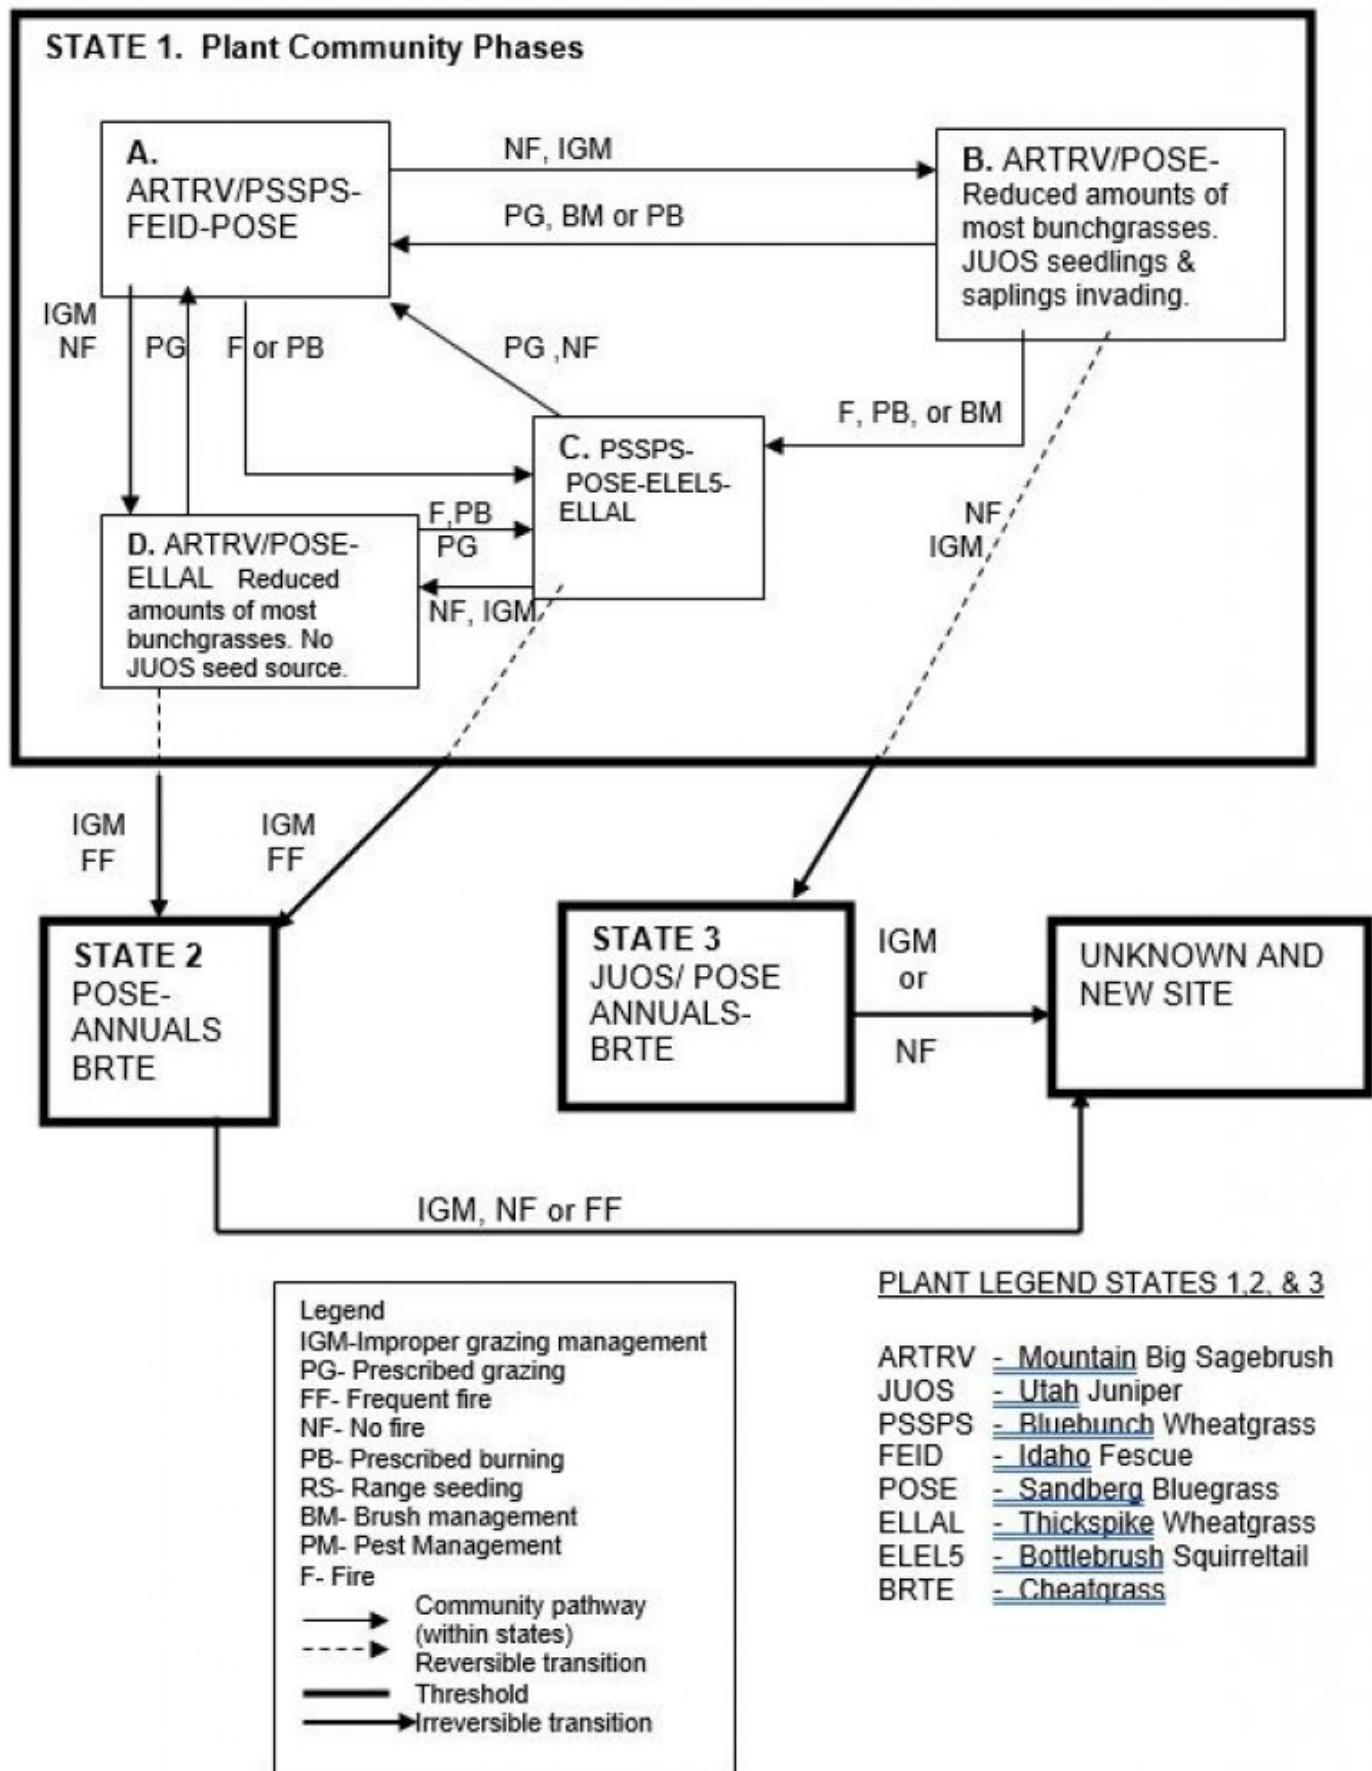 STATE 1. Plant Community Phases
A.
ARTRV/PSSPS-
FEID-POSE
NF, IGM
PG, BM or PB
B. ARTRV/POSE-
Reduced amounts of
most bunchgrasses.
JUOS seedlings &
saplings invading.
IGM
NF
PG
F or PB
PG ,NF
F, PB, or BM
C. PSSPS-
POSE-ELEL5-
ELLAL
F,PB
PG
NF, IGM
D. ARTRV/POSE-
ELLAL Reduced
amounts of most
bunchgrasses. No
JUOS seed source.
NF
IGM
IGM
FF
IGM
FF
STATE 2
POSE-
ANNUALS
BRTE
STATE 3
JUOS/ POSE
ANNUALS-
BRTE
IGM
or
NF
UNKNOWN AND
NEW SITE
IGM, NF or FF
Legend
IGM-Improper grazing management
PG- Prescribed grazing
FF- Frequent fire
NF- No fire
PB- Prescribed burning
RS- Range seeding
BM- Brush management
PM- Pest Management
F- Fire
Community pathway
(within states)
Reversible transition
Threshold
Irreversible transition
PLANT LEGEND STATES 1,2, & 3
ARTRV - Mountain Big Sagebrush
JUOS - Utah Juniper
PSSPS - Bluebunch Wheatgrass
FEID - Idaho Fescue
POSE - Sandberg Bluegrass
ELLAL - Thickspike Wheatgrass
ELEL5 - Bottlebrush Squirreltail
BRTE - Cheatgrass